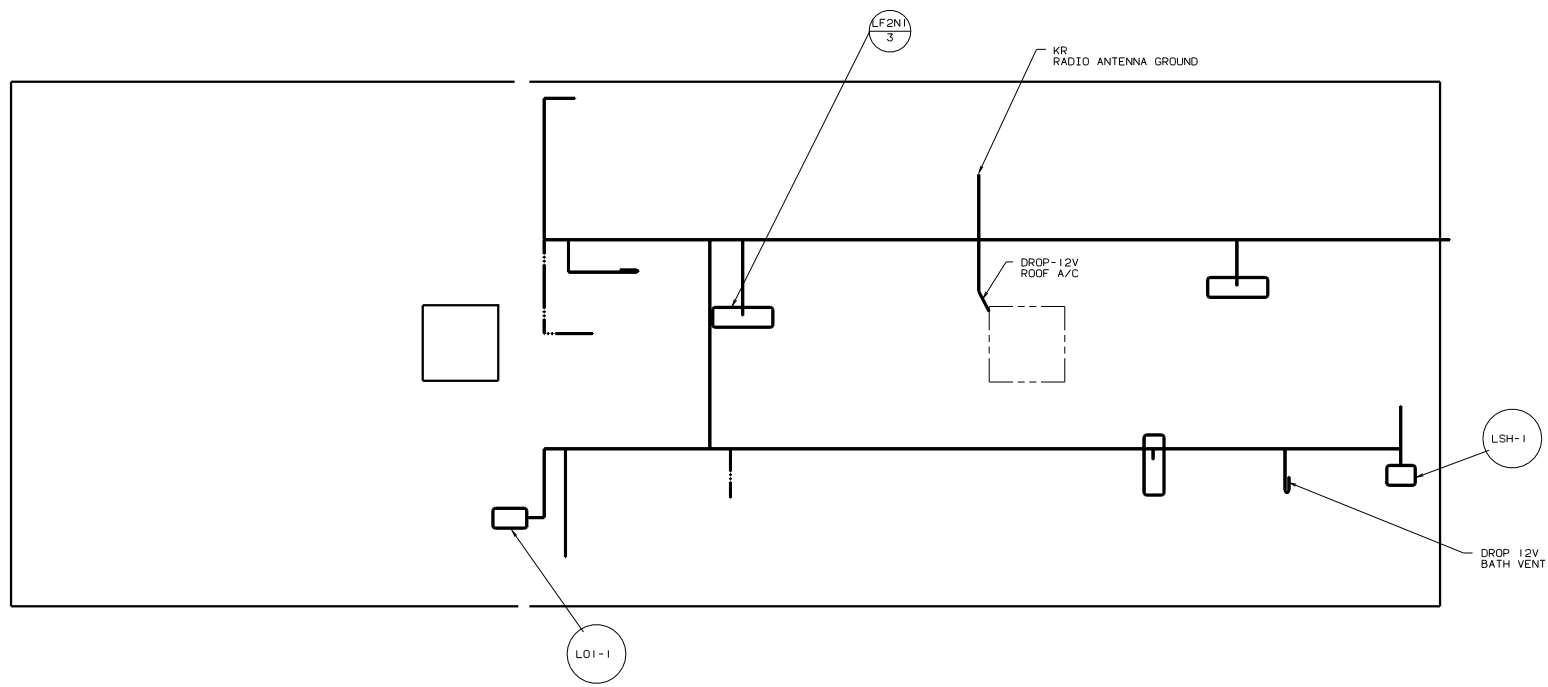 LF2N1
3
KR
RADIO ANTENNA GROUND
DROP-12V
ROOF A/C
LSH-1
DROP 12V
BATH VENT
LO1-1